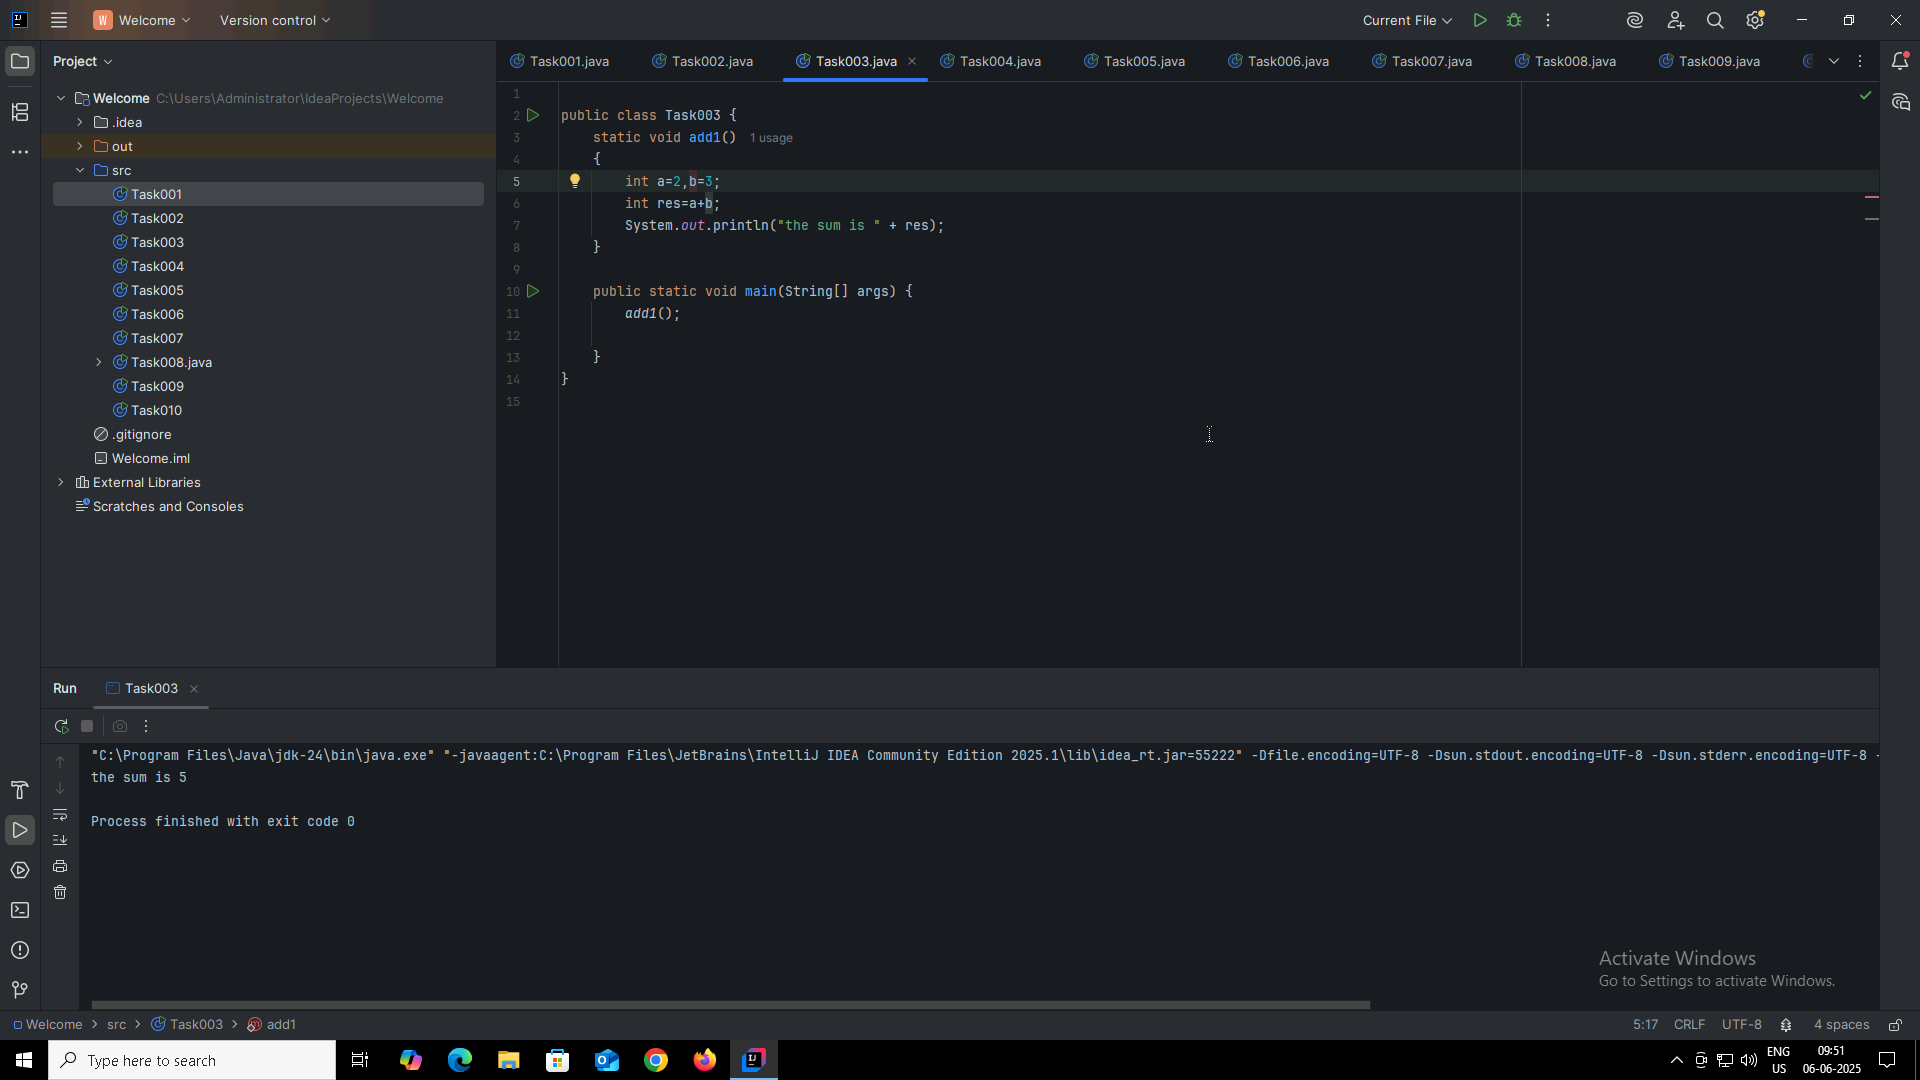 W Welcome
Version control
Current File
Project
Task001.java
Task002.java
Task003.java
Task004.java
Task005.java
Task006.java
Task007.java
Task008.java
Task009.java
Welcome C:\Users\Administrator\IdeaProjects\Welcome
.idea
out
src
Task001
Task002
Task003
Task004
Task005
Task006
Task007
Task008.java
Task009
Task010
.gitignore
Welcome.iml
External Libraries
Scratches and Consoles
1
2 public class Task003 {
3 static void add1() 1 usage
4 {
5 int a=2,b=3;
6 int res=a+b;
7 System.out.println("the sum is " + res);
8 }
9
10 public static void main(String[] args) {
11 add1();
12
13 }
14 }
15
Run
Task003
"C:\Program Files\Java\jdk-24\bin\java.exe" "-javaagent:C:\Program Files\JetBrains\IntelliJ IDEA Community Edition 2025.1\lib\idea_rt.jar=55222" -Dfile.encoding=UTF-8 -Dsun.stdout.encoding=UTF-8 -Dsun.stderr.encoding=UTF-8 -
the sum is 5
Process finished with exit code 0
Activate Windows
Go to Settings to activate Windows.
Welcome > src > Task003 > add1
5:17 CRLF UTF-8 4 spaces
Type here to search
ENG
US
09:51
06-06-2025